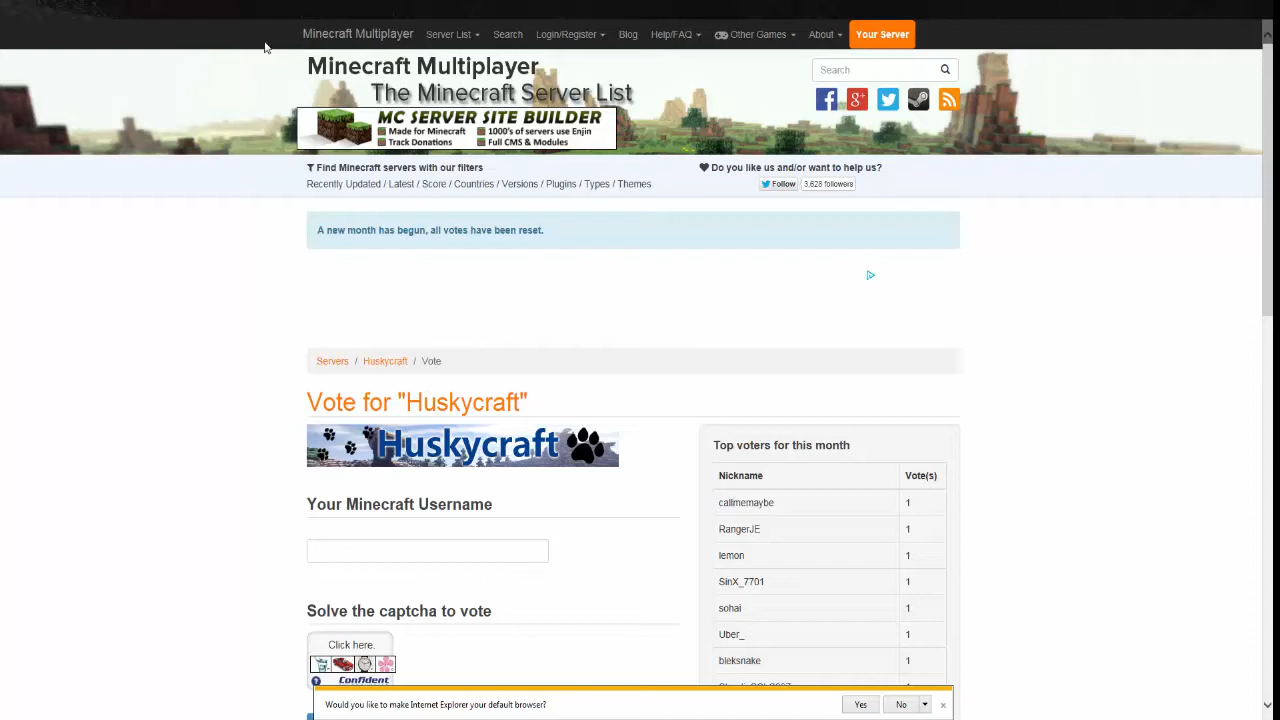 Minecraft Multiplayer Server List Search Login/Register Blog Help/FAQ Other Games About Your Server
Minecraft Multiplayer
The Minecraft Server List
Search
MC SERVER SITE BUILDER
Made for Minecraft 1000's of servers use Enjin
Track Donations Full CMS & Modules
Find Minecraft servers with our filters
Recently Updated / Latest / Score / Countries / Versions / Plugins / Types / Themes
Do you like us and/or want to help us?
Follow 3,628 followers
A new month has begun, all votes have been reset.
Servers / Huskycraft / Vote
Vote for "Huskycraft"
Huskycraft
Your Minecraft Username
Solve the captcha to vote
Click here.
Confident
Top voters for this month
Nickname Vote(s)
callmemaybe 1
RangerJE 1
lemon 1
SinX_7701 1
sohai 1
Uber_ 1
bleksnake 1
Would you like to make Internet Explorer your default browser? Yes No